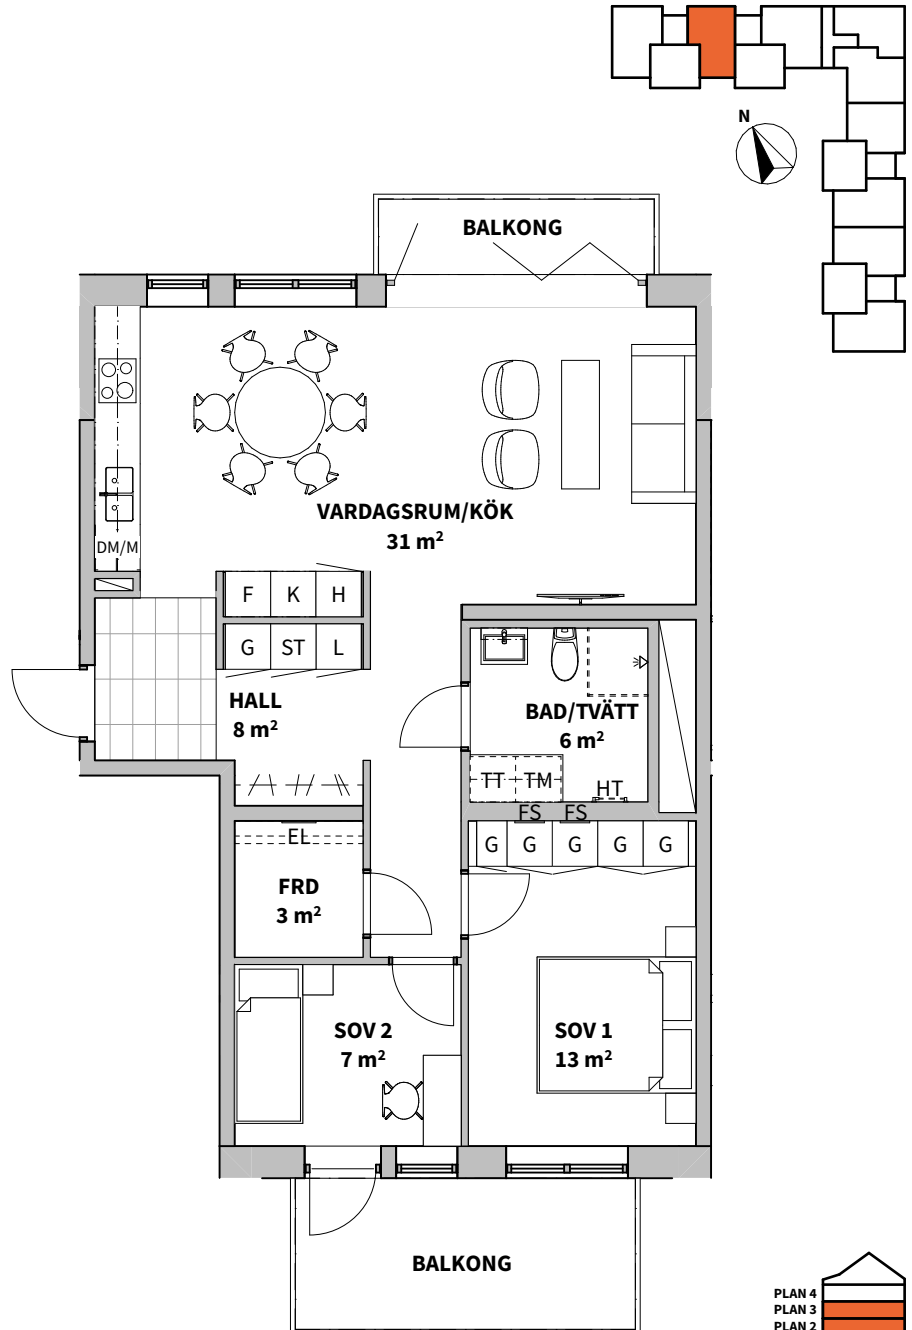 N
BALKONG
VARDAGSRUM/KÖK
31 m²
DM/M
F K H
G ST L
HALL
8 m²
BAD/TVÄTT
6 m²
TT TM
HT
FS FS
G G G G G
EL
FRD
3 m²
SOV 2
7 m²
SOV 1
13 m²
BALKONG
PLAN 4
PLAN 3
PLAN 2